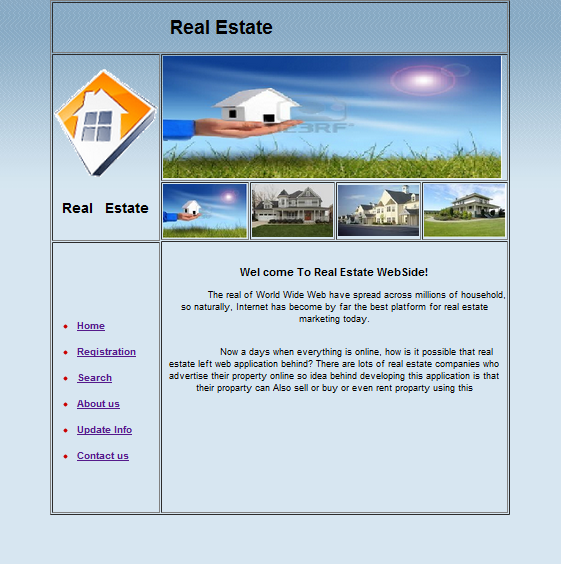 Real Estate
Real Estate
Home
Registration
Search
About us
Update Info
Contact us
Wel come To Real Estate WebSide!
The real of World Wide Web have spread across millions of household,
so naturally, Internet has become by far the best platform for real estate
marketing today.
Now a days when everything is online, how is it possible that real
estate left web application behind? There are lots of real estate companies who
advertise their property online so idea behind developing this application is that
their proparty can Also sell or buy or even rent proparty using this